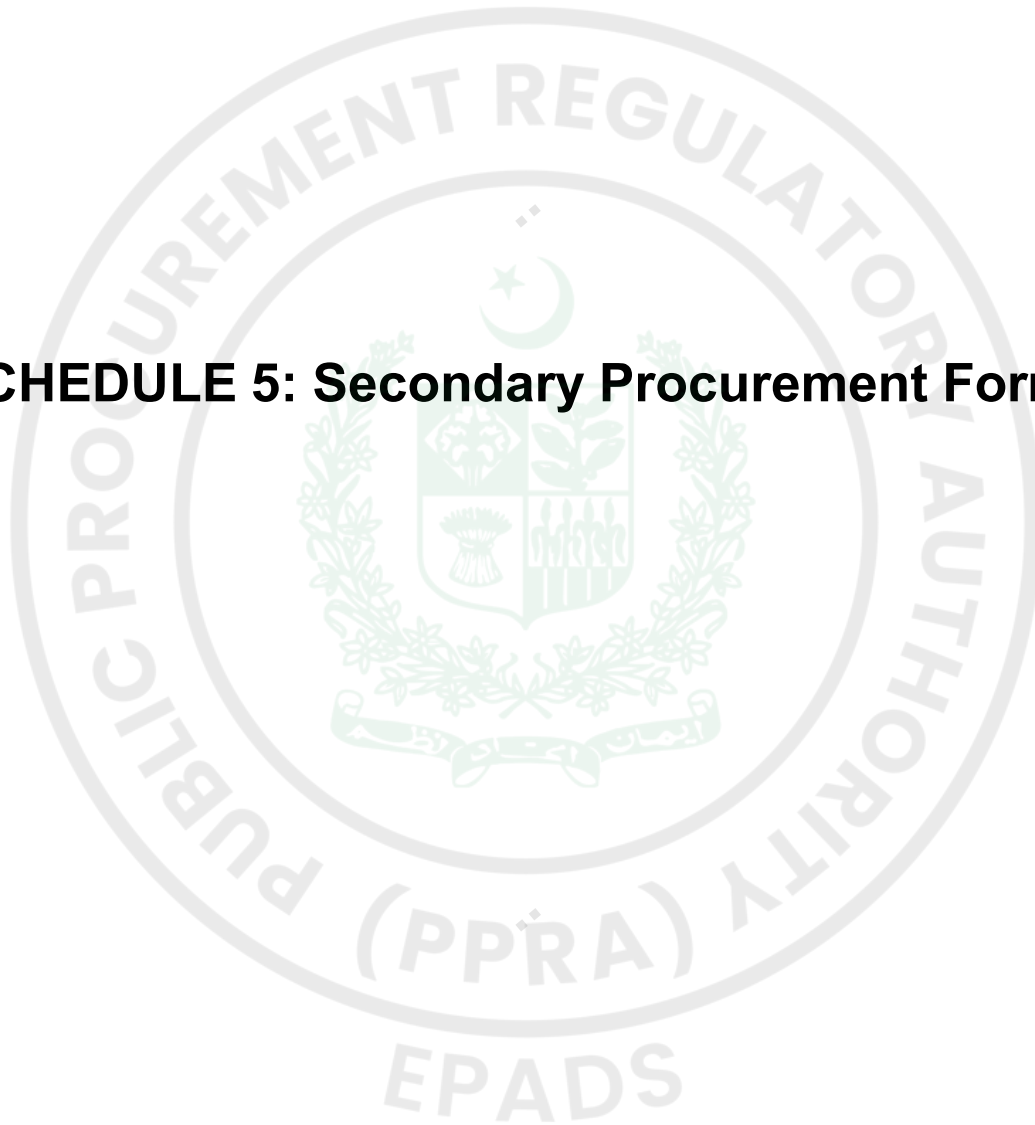 PUBLIC PROCUREMENT REGULATORY AUTHORITY
CHEDULE 5: Secondary Procurement For
(PPRA)
EPADS